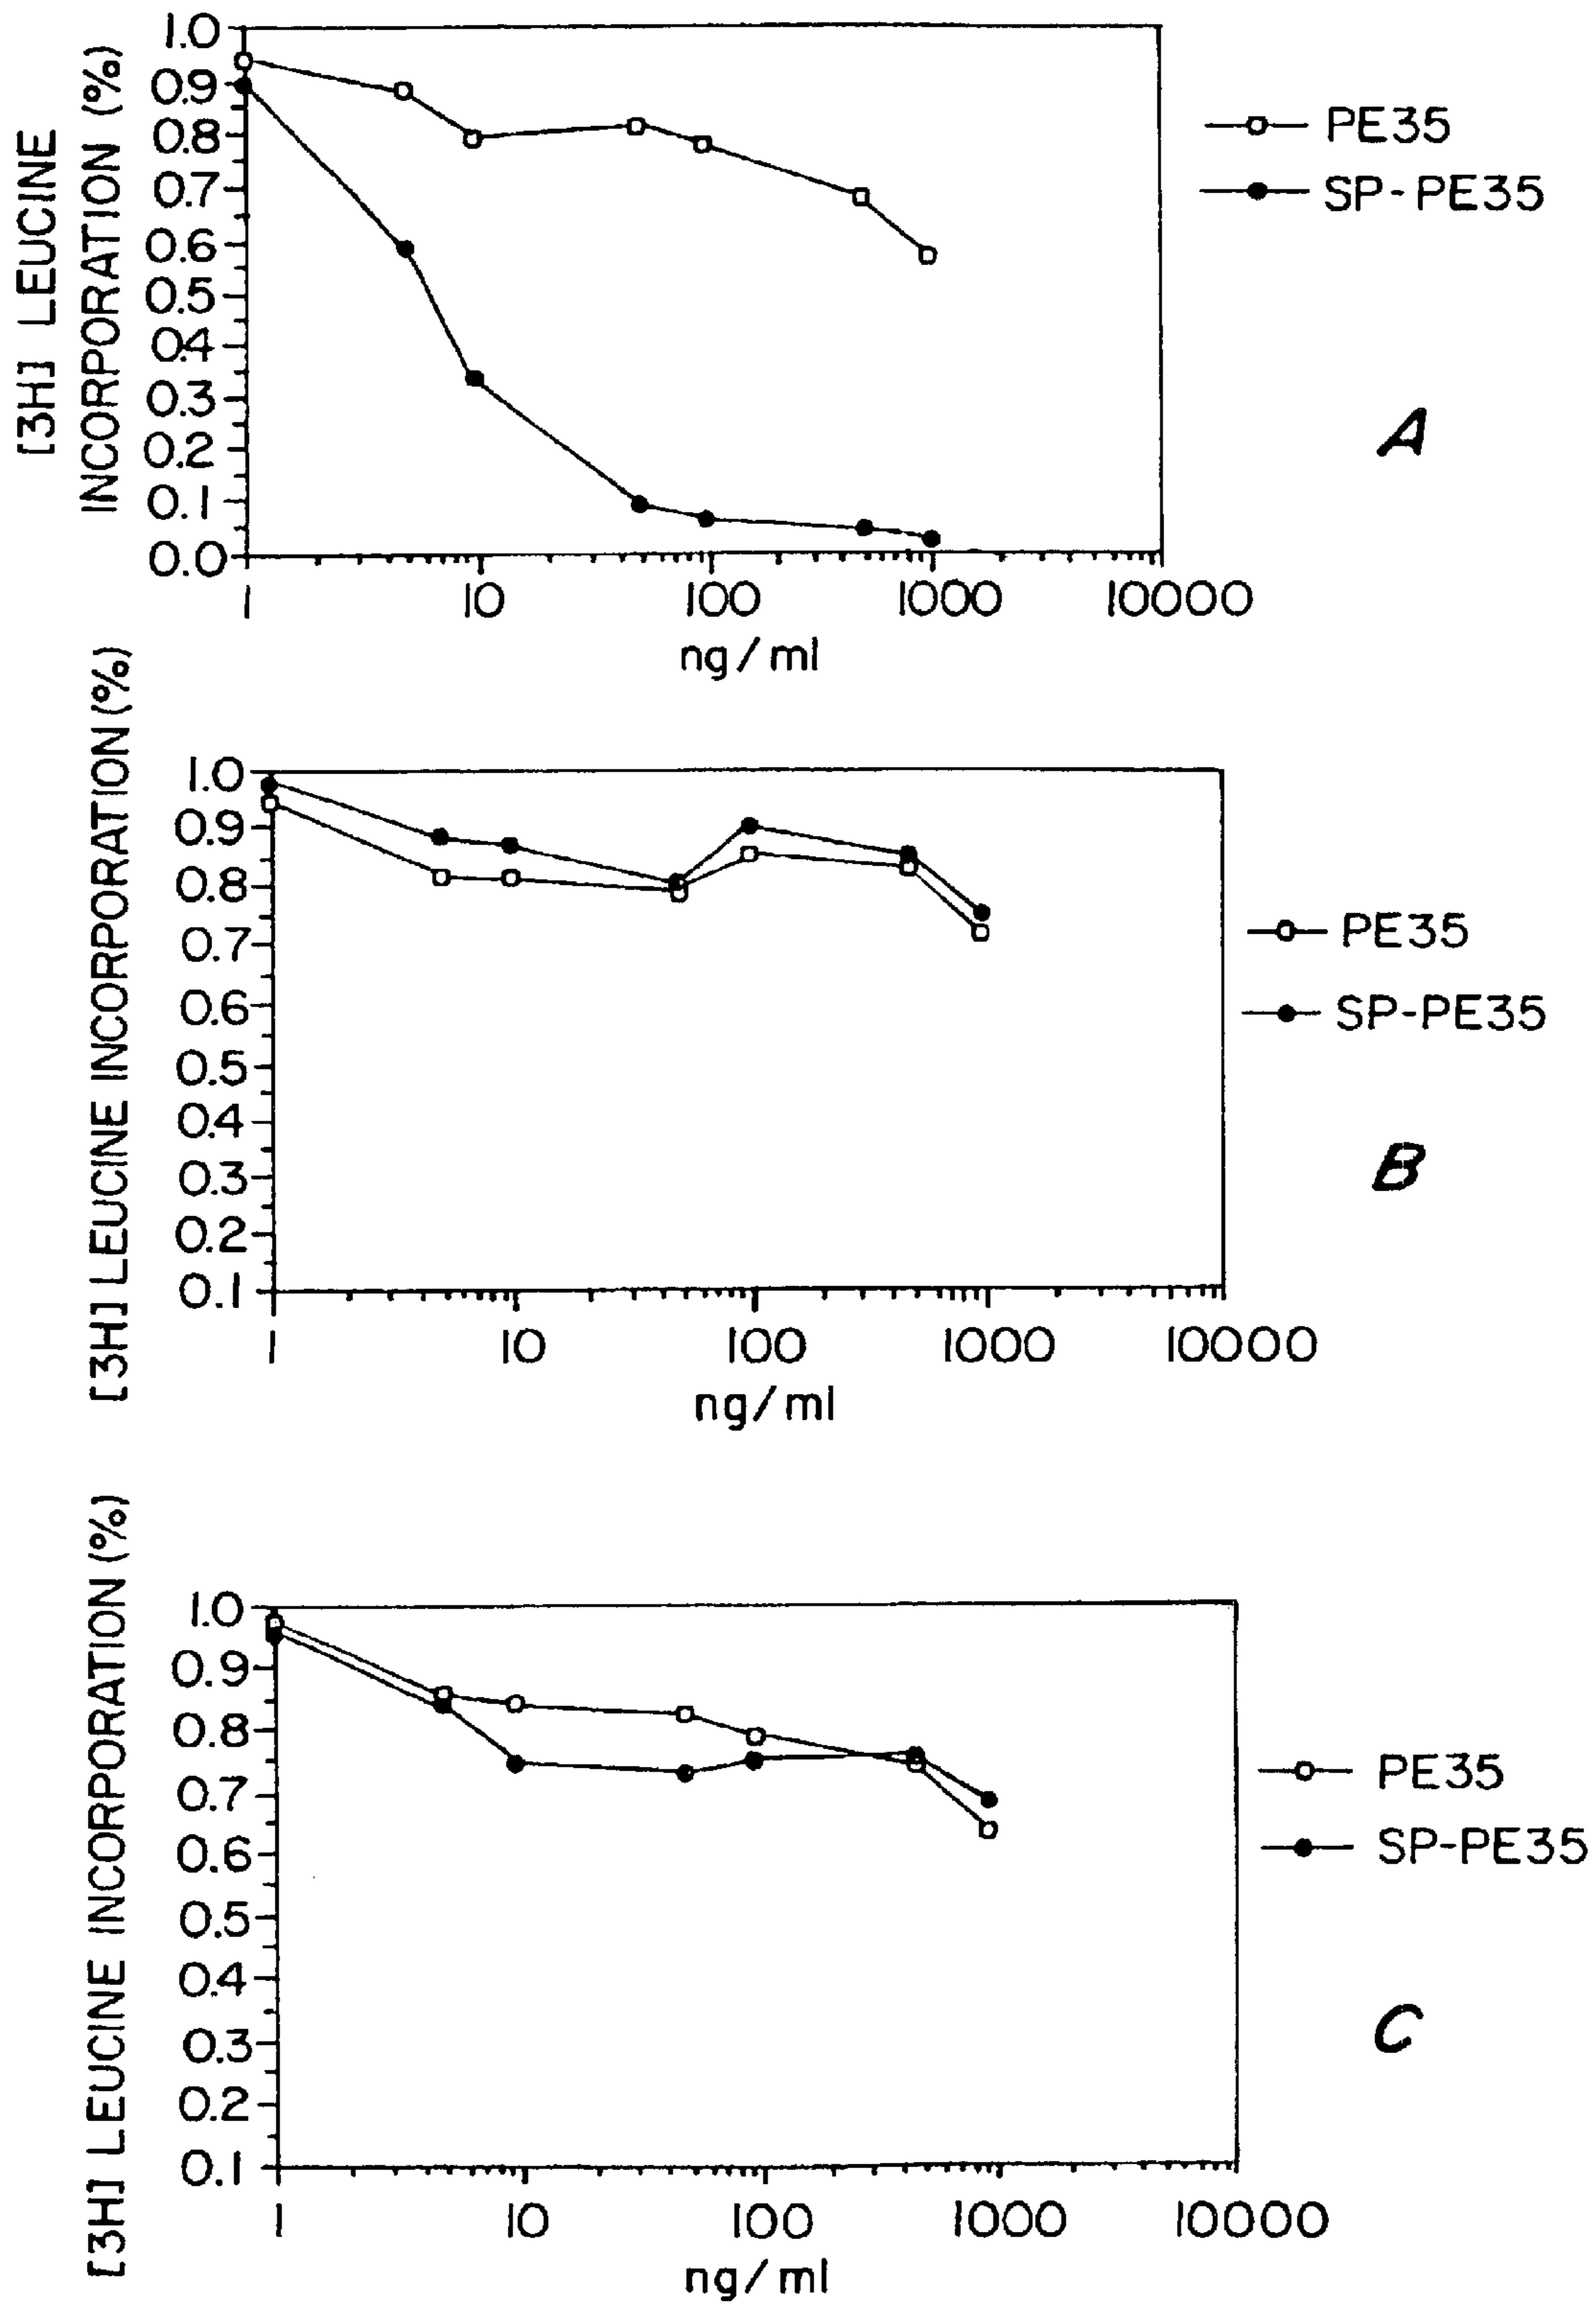 [3H] LEUCINE
INCORPORATION (%)
1.0
0.9
0.8
0.7
0.6
0.5
0.4
0.3
0.2
0.1
0.0
1 10 100 1000 10000
ng/ml
PE35
SP-PE35
A
[3H] LEUCINE INCORPORATION (%)
1.0
0.9
0.8
0.7
0.6
0.5
0.4
0.3
0.2
0.1
1 10 100 1000 10000
ng/ml
PE35
SP-PE35
B
[3H] LEUCINE INCORPORATION (%)
1.0
0.9
0.8
0.7
0.6
0.5
0.4
0.3
0.2
0.1
1 10 100 1000 10000
ng/ml
PE35
SP-PE35
C